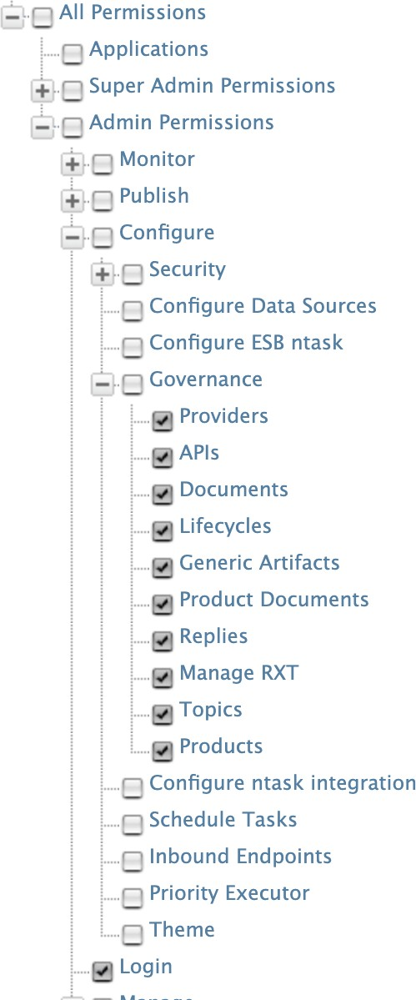 All Permissions
Applications
Super Admin Permissions
Admin Permissions
Monitor
Publish
Configure
Security
Configure Data Sources
Configure ESB ntask
Governance
Providers
APIs
Documents
Lifecycles
Generic Artifacts
Product Documents
Replies
Manage RXT
Topics
Products
Configure ntask integration
Schedule Tasks
Inbound Endpoints
Priority Executor
Theme
Login
Manage